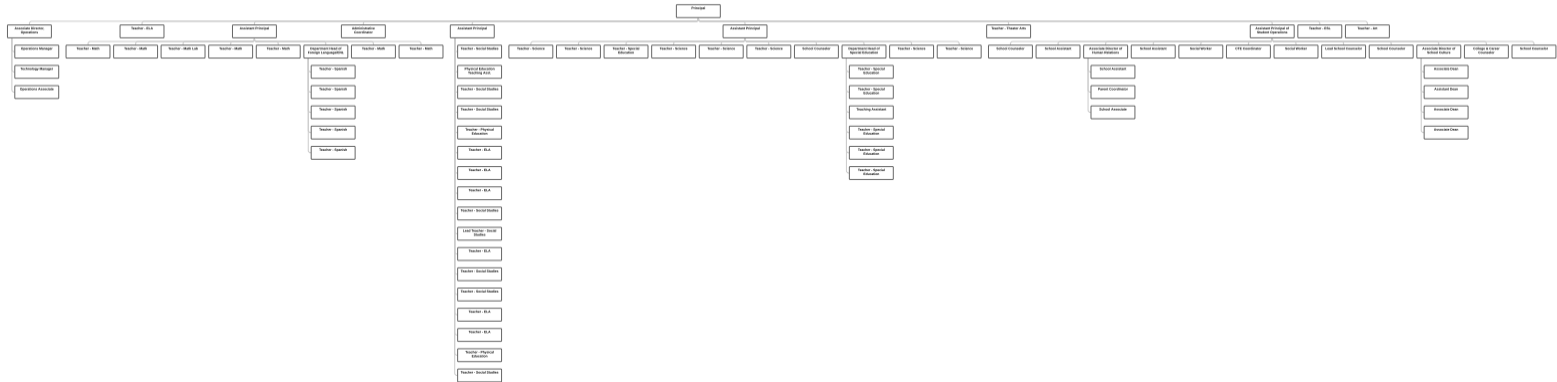 Principal
Associate Director,
Operations
Teacher - ELA
Assistant Principal
Administrative
Coordinator
Assistant Principal
Assistant Principal
Teacher - Theater Arts
Assistant Principal of
Student Operations
Teacher - ESL
Teacher - Art
Operations Manager
Teacher - Math
Teacher - Math
Teacher - Math Lab
Teacher - Math
Teacher - Math
Department Head of
Foreign Language/ENL
Teacher - Math
Teacher - Math
Teacher - Social Studies
Teacher - Science
Teacher - Science
Teacher - Special
Education
Teacher - Science
Teacher - Science
Teacher - Science
School Counselor
Department Head of
Special Education
Teacher - Science
Teacher - Science
School Counselor
School Assistant
Associate Director of
Human Relations
School Assistant
Social Worker
CTE Coordinator
Social Worker
Lead School Counselor
School Counselor
Associate Director of
School Culture
College & Career
Counselor
School Counselor
Technology Manager
Teacher - Spanish
Physical Education
Teaching Asst.
Teacher - Special
Education
School Assistant
Associate Dean
Operations Associate
Teacher - Spanish
Teacher - Social Studies
Teacher - Special
Education
Parent Coordinator
Assistant Dean
Teacher - Spanish
Teacher - Social Studies
Teaching Assistant
School Associate
Associate Dean
Teacher - Spanish
Teacher - Physical
Education
Teacher - Special
Education
Associate Dean
Teacher - Spanish
Teacher - ELA
Teacher - Special
Education
Teacher - ELA
Teacher - Special
Education
Teacher - ELA
Teacher - Social Studies
Lead Teacher - Social
Studies
Teacher - ELA
Teacher - Social Studies
Teacher - Social Studies
Teacher - ELA
Teacher - ELA
Teacher - Physical
Education
Teacher - Social Studies